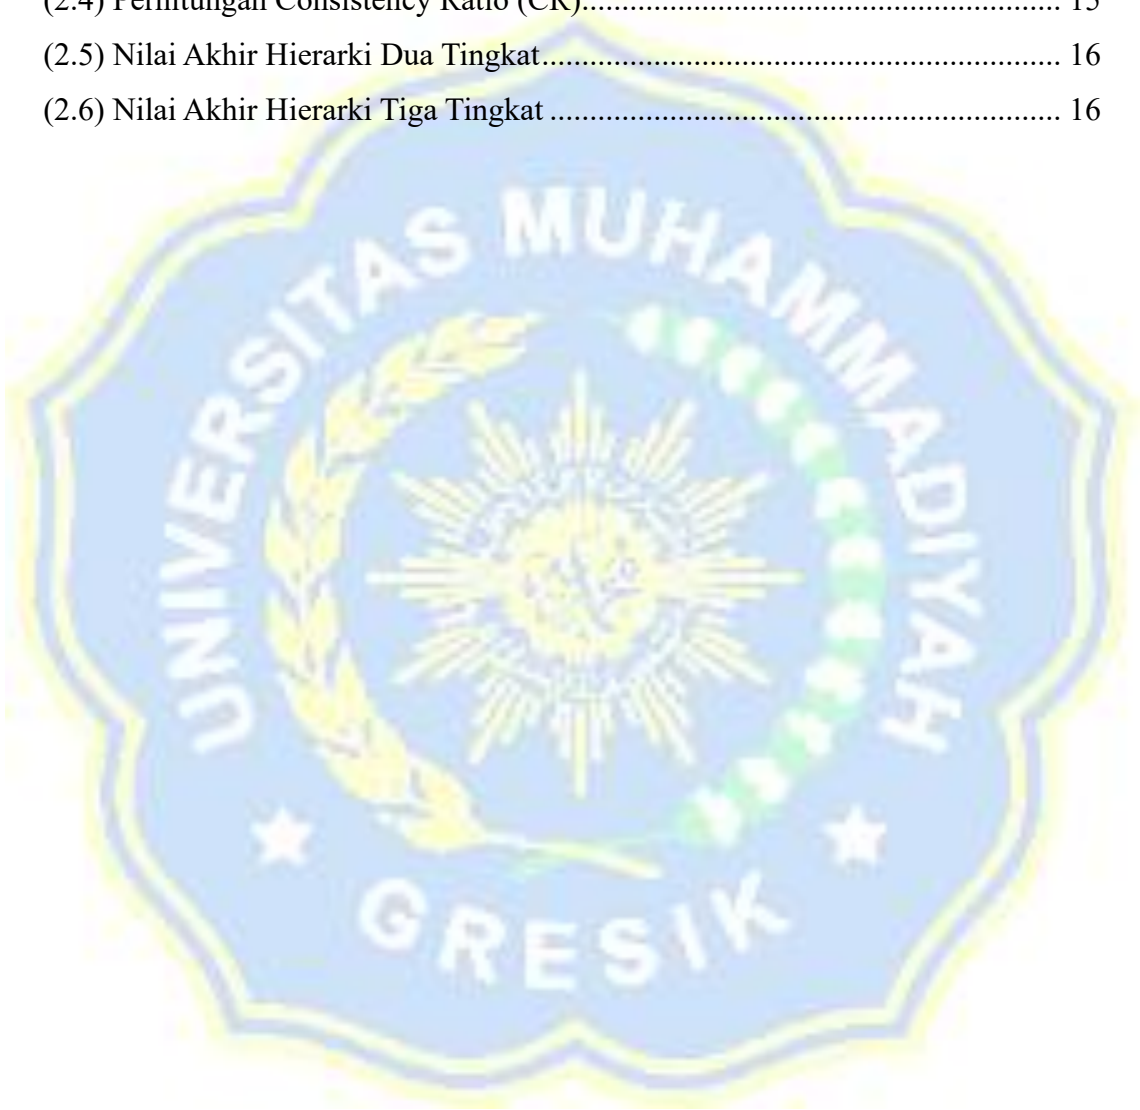 (2.4) Perhitungan Consistency Ratio (CR)................................................................ 15
(2.5) Nilai Akhir Hierarki Dua Tingkat.................................................................. 16
(2.6) Nilai Akhir Hierarki Tiga Tingkat ................................................................. 16
UNIVERSITAS MUHAMMADIYAH
GRESIK